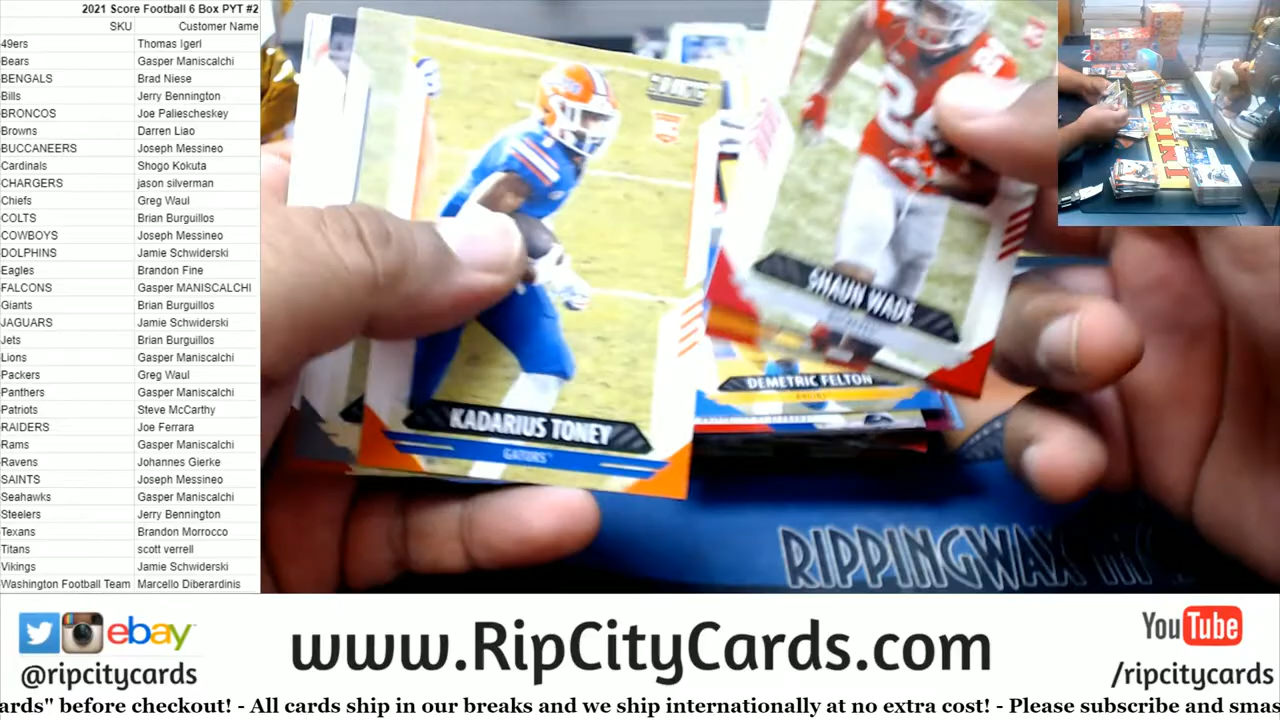 2021 Score Football 6 Box PYT #2
SKU Customer Name
49ers Thomas Igerl
Bears Gasper Maniscalchi
BENGALS Brad Niese
Bills Jerry Bennington
BRONCOS Joe Paliescheskey
Browns Darren Liao
BUCCANEERS Joseph Messineo
Cardinals Shogo Kokuta
CHARGERS jason silverman
Chiefs Greg Waul
COLTS Brian Burguillos
COWBOYS Joseph Messineo
DOLPHINS Jamie Schwiderski
Eagles Brandon Fine
FALCONS Gasper MANISCALCHI
Giants Brian Burguillos
JAGUARS Jamie Schwiderski
Jets Brian Burguillos
Lions Gasper Maniscalchi
Packers Greg Waul
Panthers Gasper Maniscalchi
Patriots Steve McCarthy
RAIDERS Joe Ferrara
Rams Gasper Maniscalchi
Ravens Johannes Gierke
SAINTS Joseph Messineo
Seahawks Gasper Maniscalchi
Steelers Jerry Bennington
Texans Brandon Morrocco
Titans scott verrell
Vikings Jamie Schwiderski
Washington Football Team Marcello Diberardinis
SCORE
KADARIUS TONEY
GATORS
SHAUN WADE
DEMETRIC FELTON
BRUINS
PANINI
RIPPINGWAX
ebay
@ripcitycards
www.RipCityCards.com
YouTube
/ripcitycards
ards" before checkout! - All cards ship in our breaks and we ship internationally at no extra cost! - Please subscribe and smas